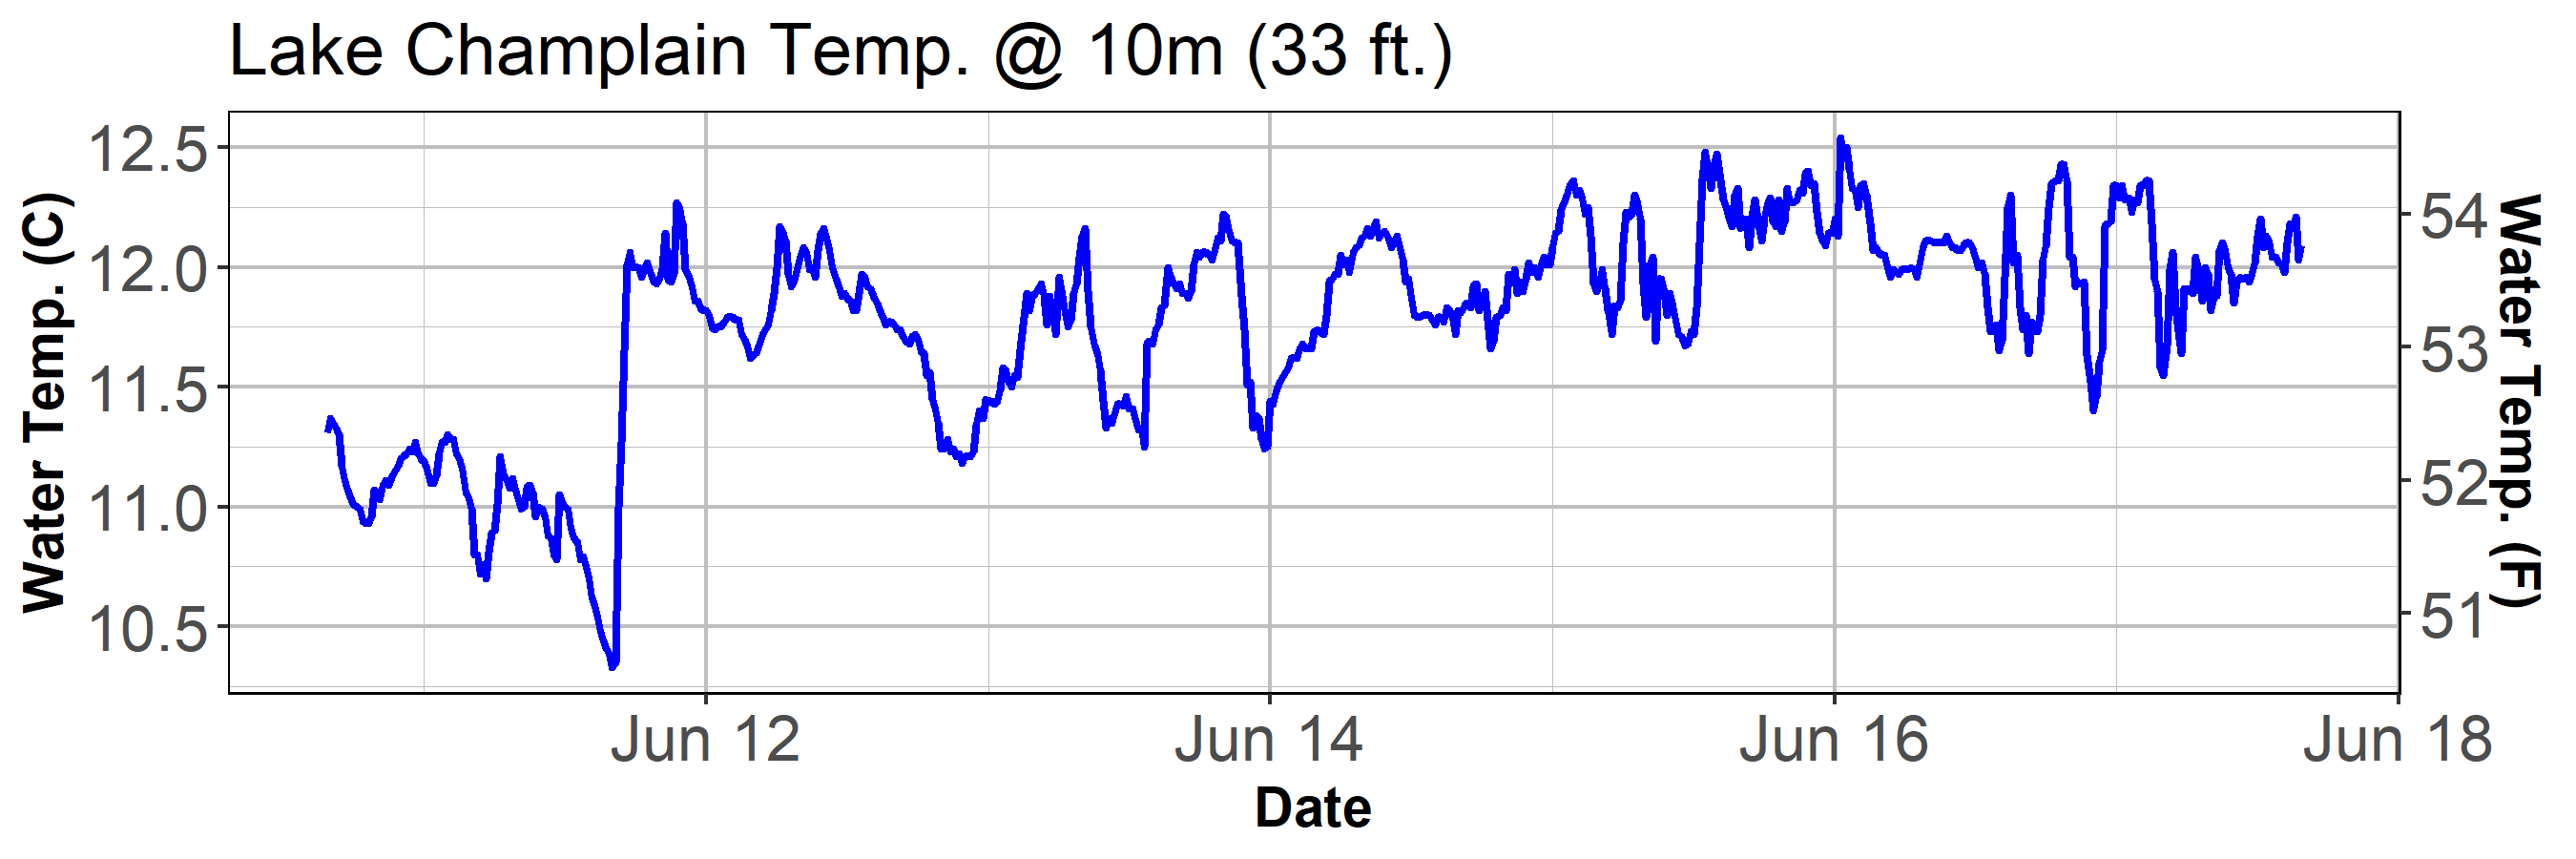 Lake Champlain Temp. @ 10m (33 ft.)
Water Temp. (C)
12.5
12.0
11.5
11.0
10.5
54
53
52
51
Water Temp. (F)
Jun 12 Jun 14 Jun 16 Jun 18
Date